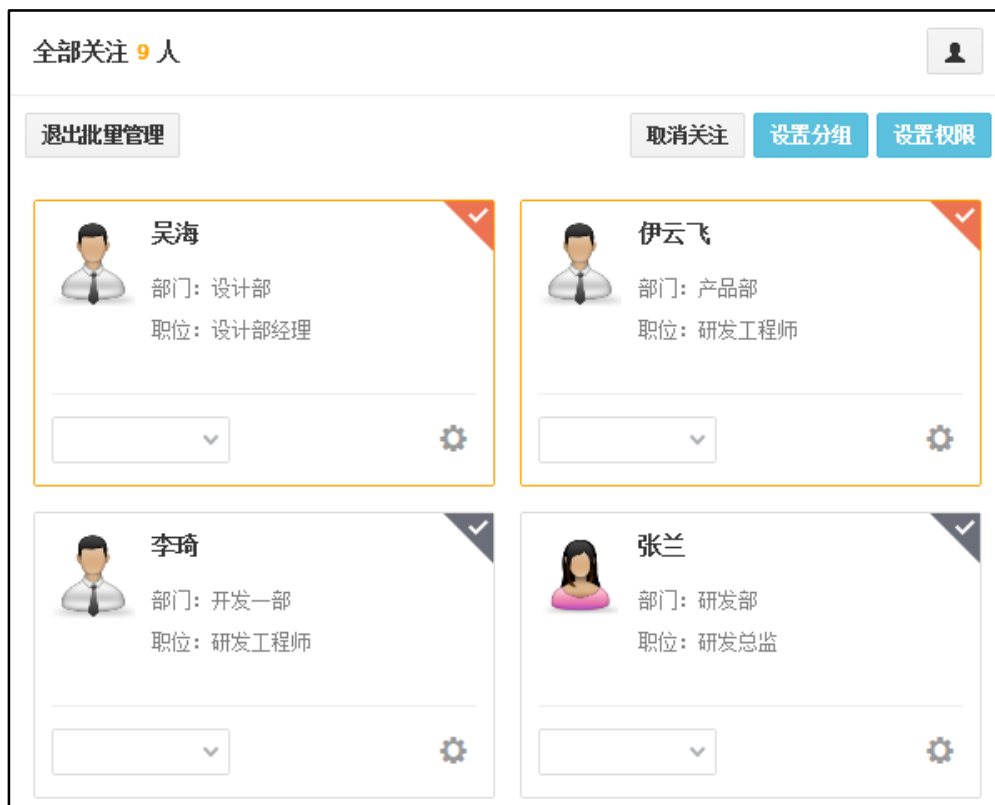 全部关注 9 人
退出批量管理 取消关注 设置分组 设置权限
吴海
部门：设计部
职位：设计部经理
伊云飞
部门：产品部
职位：研发工程师
李琦
部门：开发一部
职位：研发工程师
张兰
部门：研发部
职位：研发总监